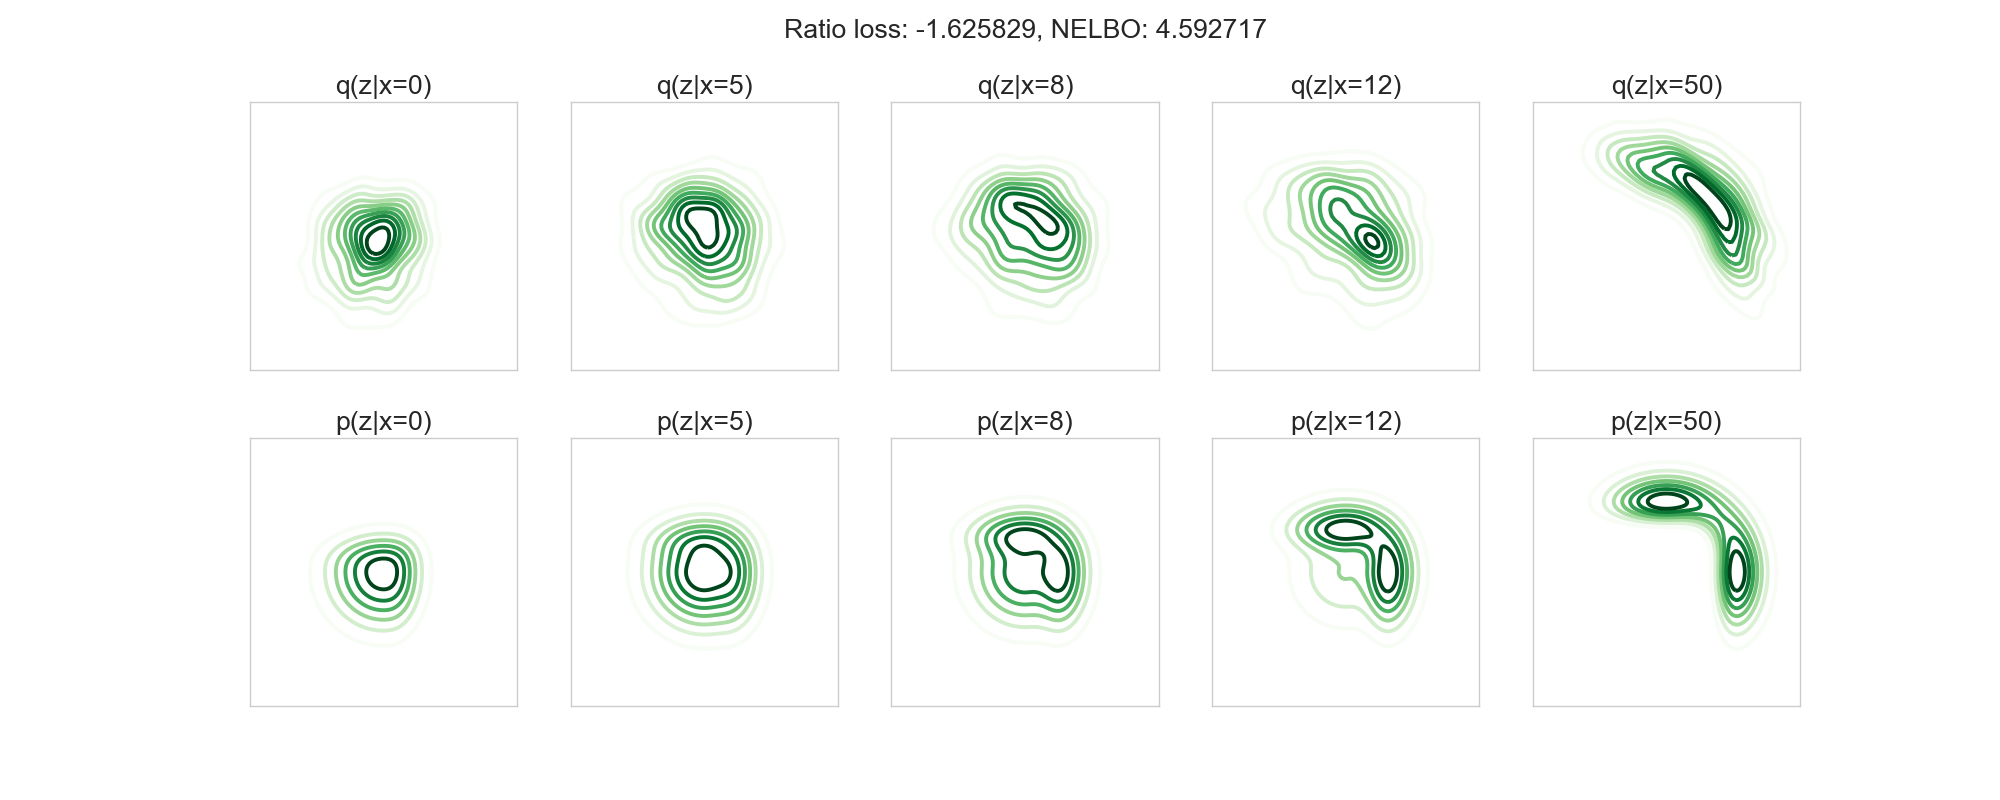 Ratio loss: -1.625829, NELBO: 4.592717
q(z|x=0) q(z|x=5) q(z|x=8) q(z|x=12) q(z|x=50)
p(z|x=0) p(z|x=5) p(z|x=8) p(z|x=12) p(z|x=50)